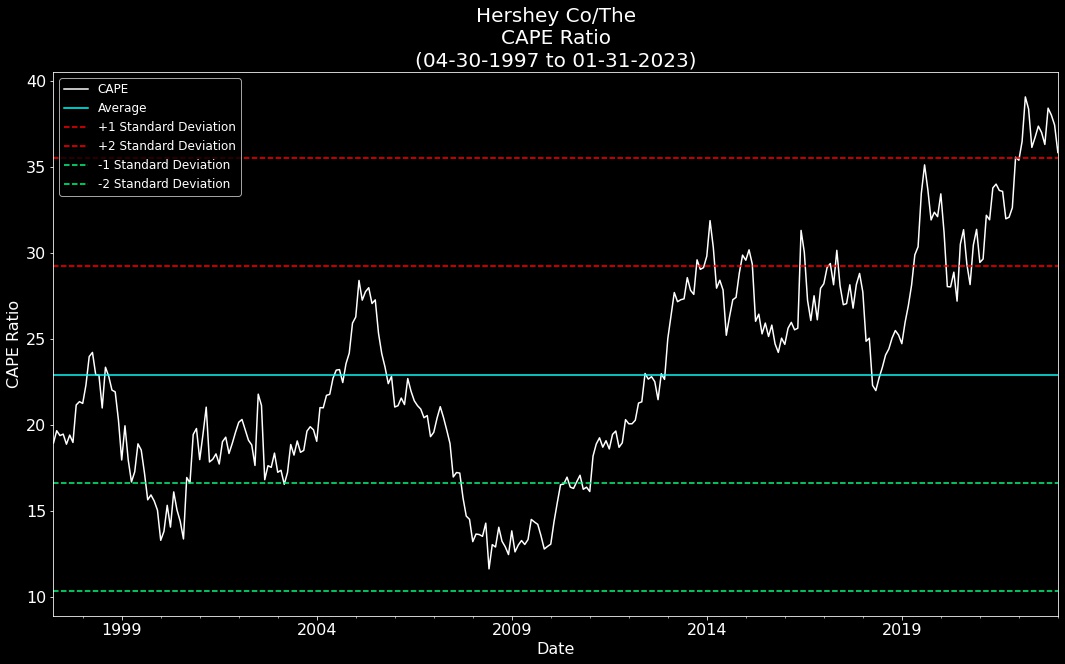 Hershey Co/The
CAPE Ratio
(04-30-1997 to 01-31-2023)
40
35
30
25
20
15
10
CAPE Ratio
CAPE
Average
+1 Standard Deviation
+2 Standard Deviation
-1 Standard Deviation
-2 Standard Deviation
1999
2004
2009
2014
2019
Date